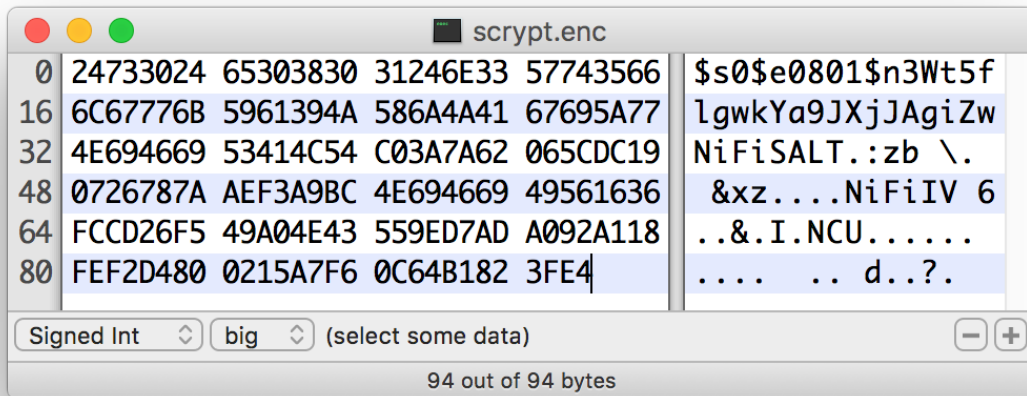 scrypt.enc
0 24733024 65303830 31246E33 57743566 $s0$e0801$n3Wt5f
16 6C67776B 5961394A 586A4A41 67695A77 lgwkYa9JXjJAgiZw
32 4E694669 53414C54 C03A7A62 065CDC19 NiFiSALT.:zb \.
48 0726787A AEF3A9BC 4E694669 49561636 &xz....NiFiIV 6
64 FCCD26F5 49A04E43 559ED7AD A092A118 ..&.I.NCU......
80 FEF2D480 0215A7F6 0C64B182 3FE4 .... .. d..?.
Signed Int big (select some data)
94 out of 94 bytes